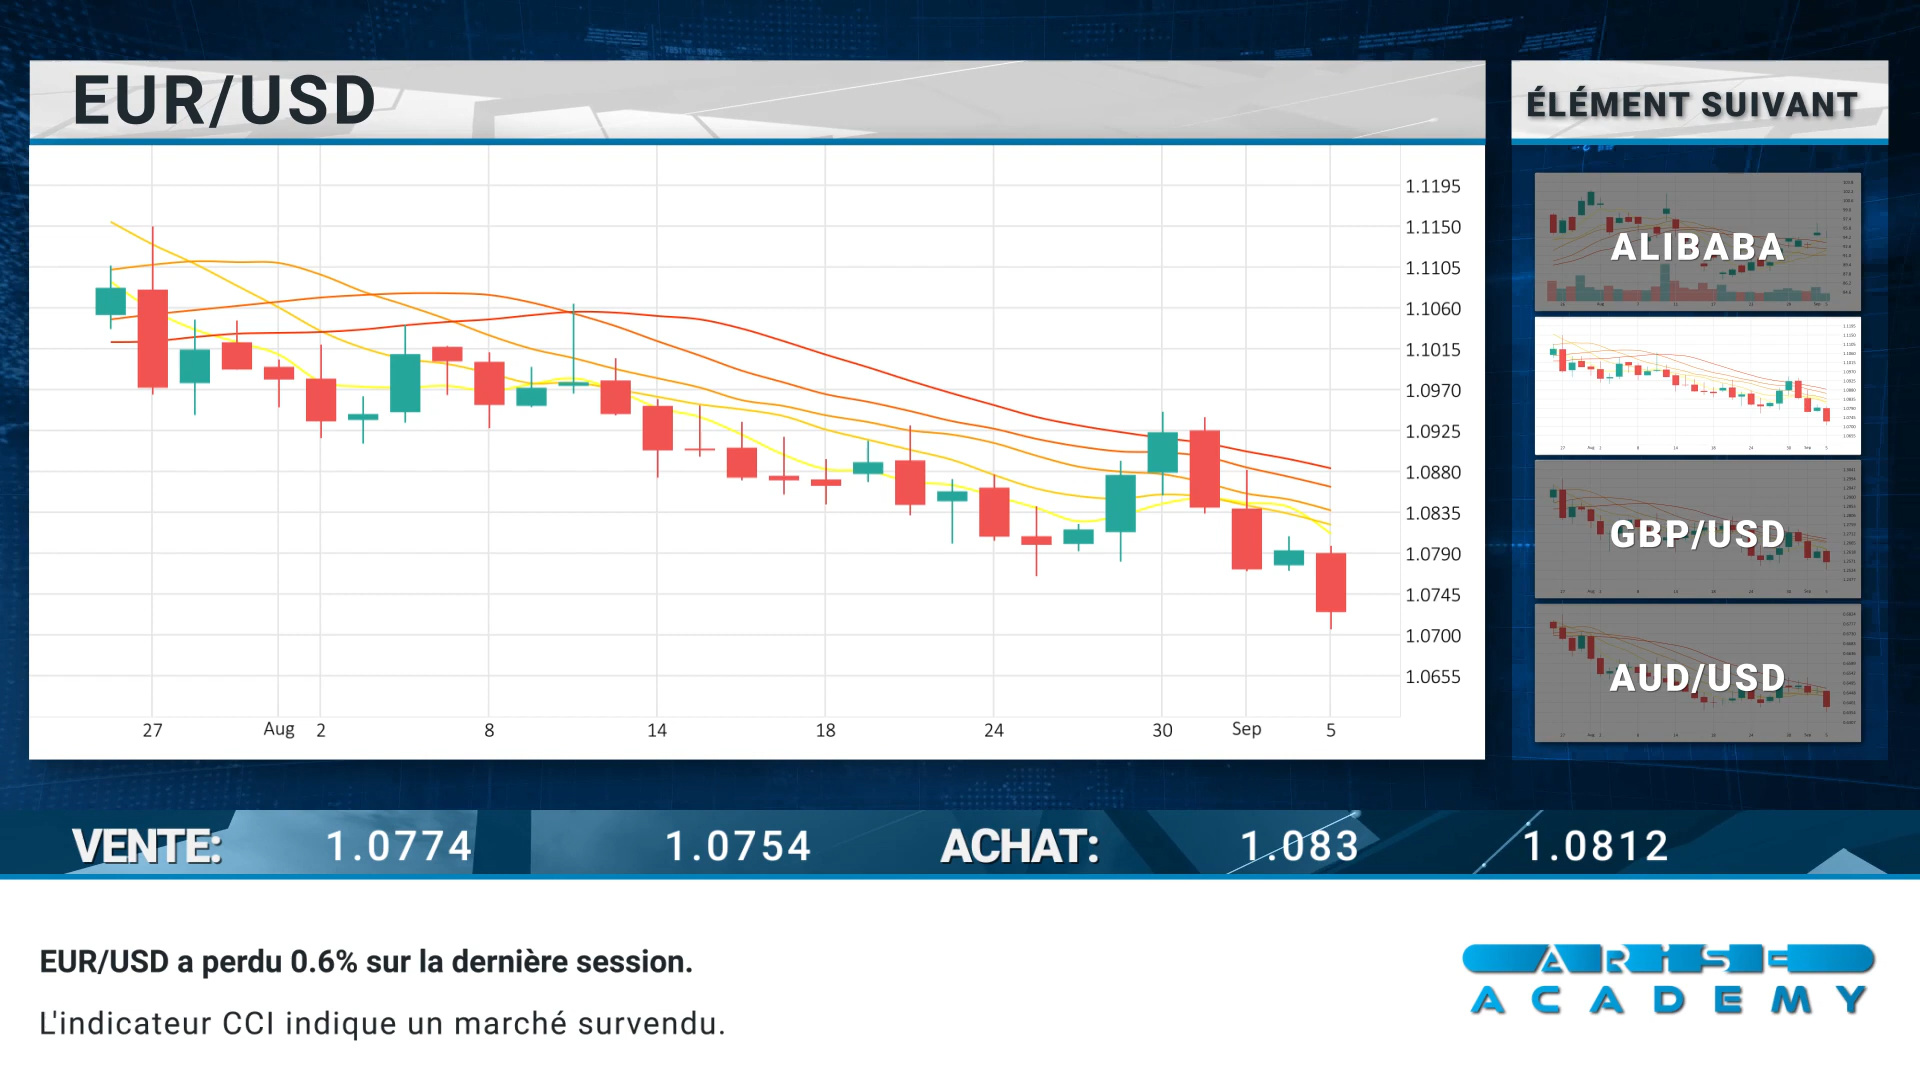 EUR/USD
ÉLÉMENT SUIVANT
1.1195
1.1150
1.1105
1.1060
1.1015
1.0970
1.0925
1.0880
1.0835
1.0790
1.0745
1.0700
1.0655
27 Aug 2 8 14 18 24 30 Sep 5
ALIBABA
GBP/USD
AUD/USD
VENTE: 1.0774 1.0754 ACHAT: 1.083 1.0812
EUR/USD a perdu 0.6% sur la dernière session.
L'indicateur CCI indique un marché survendu.
ARISE
ACADEMY